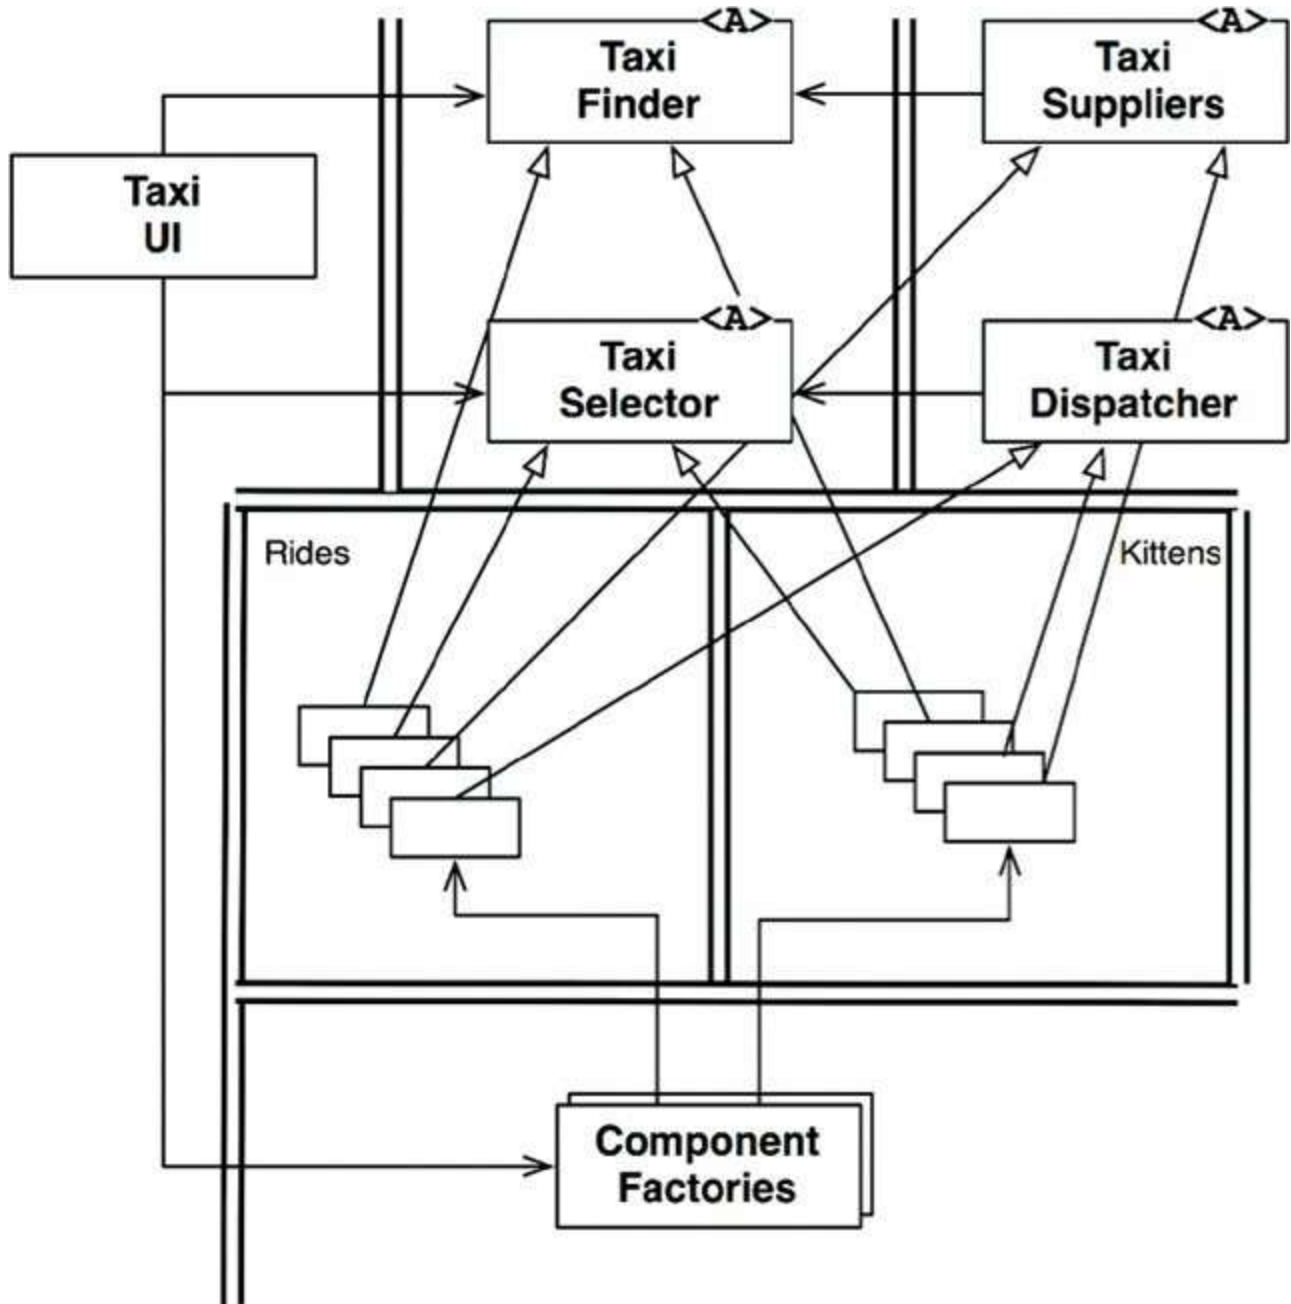 <A>
Taxi
Finder
<A>
Taxi
Suppliers
Taxi
UI
<A>
Taxi
Selector
<A>
Taxi
Dispatcher
Rides
Kittens
Component
Factories